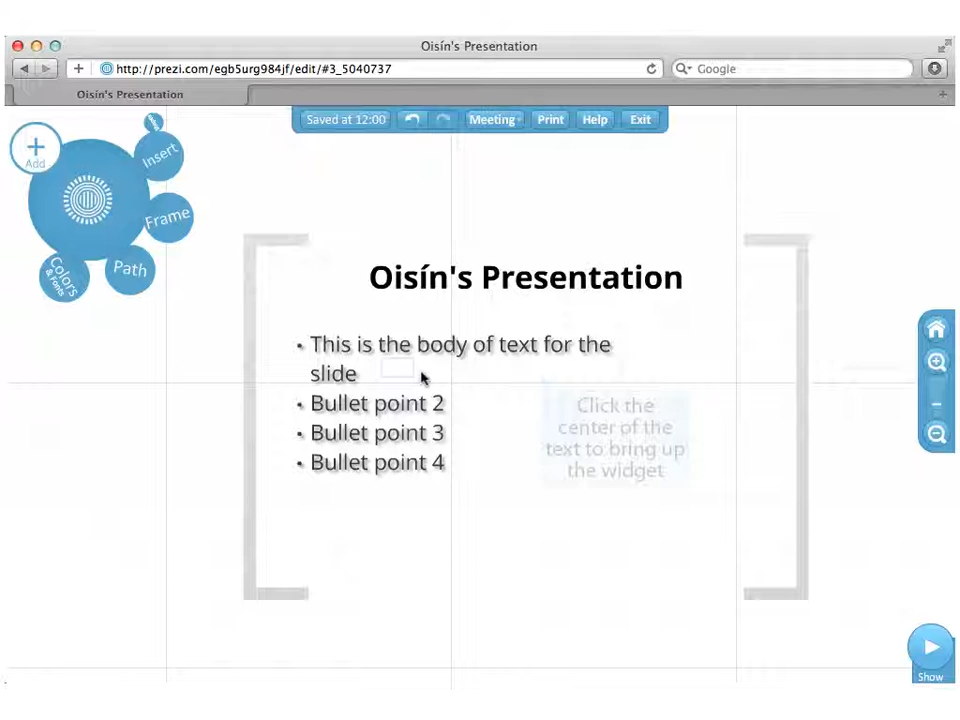 Oisín's Presentation
http://prezi.com/egb5urg984jf/edit/#3_5040737
Google
Oisín's Presentation
Saved at 12:00 Meeting Print Help Exit
Add
Insert
Frame
Path
Colors
& Fonts
Oisín's Presentation
• This is the body of text for the
slide
• Bullet point 2
• Bullet point 3
• Bullet point 4
Click the
center of the
text to bring up
the widget
Show